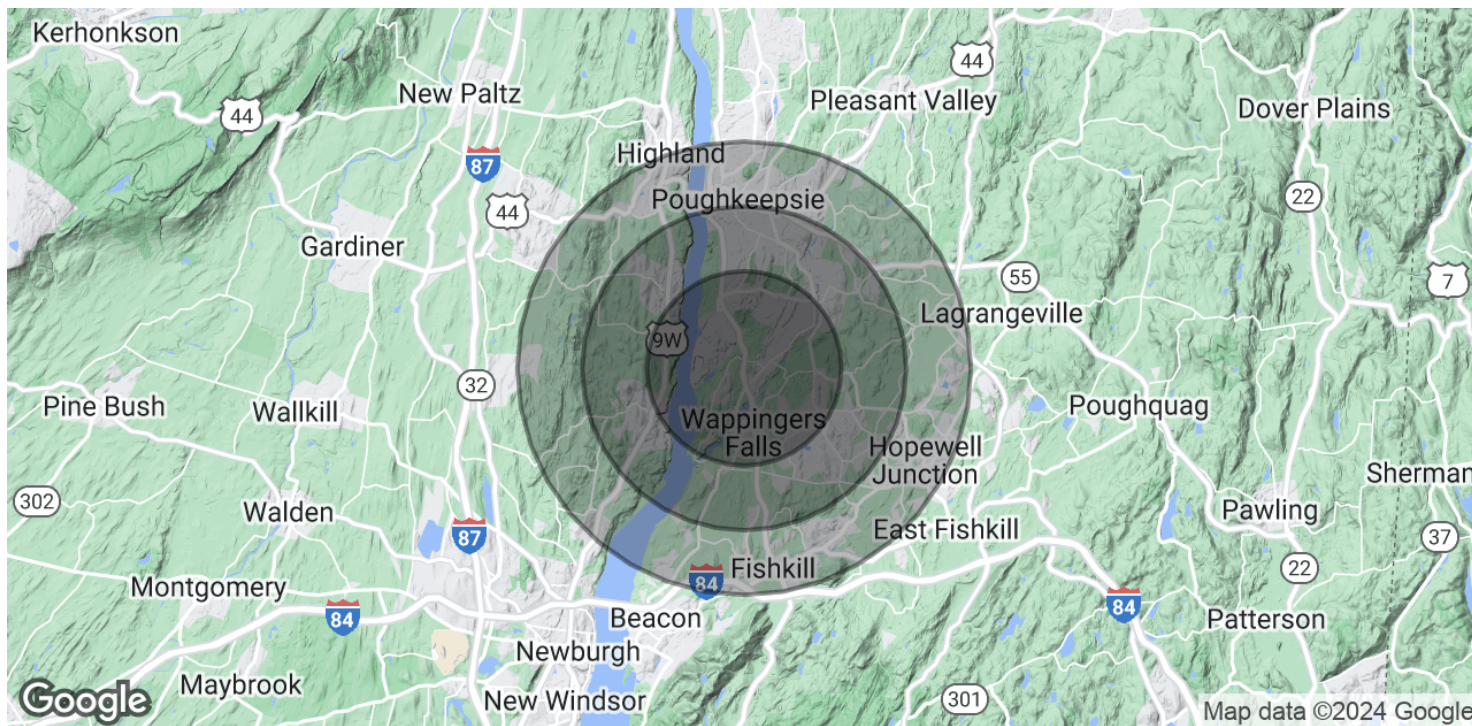 Kerhonkson
44
New Paltz
44
Pleasant Valley
Dover Plains
44
87
Highland
Poughkeepsie
22
44
Gardiner
55
7
Lagrangeville
9W
32
Pine Bush
Wallkill
Poughquag
Wappingers
Falls
Hopewell
Junction
Sherman
302
Walden
Pawling
87
East Fishkill
37
Fishkill
22
Montgomery
84
84
84
Beacon
Patterson
Newburgh
Maybrook
New Windsor
301
Google
Map data ©2024 Google